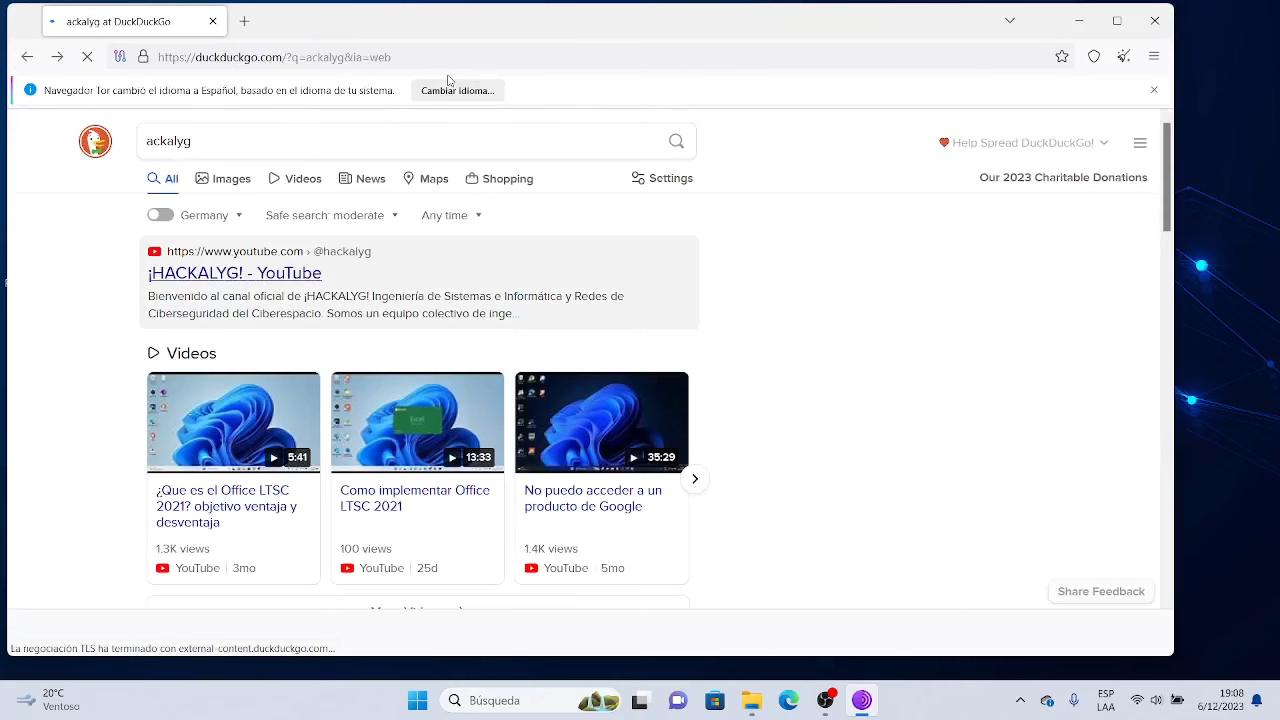 ackalyg at DuckDuckGo
https://duckduckgo.com/?q=ackalyg&ia=web
Navegador Tor cambió el idioma a Español, basado en el idioma de tu sistema.
Cambiar idioma...
ackalyg
Help Spread DuckDuckGo!
All
Images
Videos
News
Maps
Shopping
Settings
Our 2023 Charitable Donations
Germany
Safe search: moderate
Any time
https://www.youtube.com › @hackalyg
¡HACKALYG! - YouTube
Bienvenido al canal oficial de ¡HACKALYG! Ingeniería de Sistemas e Informática y Redes de
Ciberseguridad del Ciberespacio. Somos un equipo colectivo de inge...
Videos
5:41
13:33
35:29
Excel
¿Que es el Office LTSC
2021? objetivo ventaja y
desventaja
1.3K views
YouTube | 3mo
Como implementar Office
LTSC 2021
100 views
YouTube | 25d
No puedo acceder a un
producto de Google
1.4K views
YouTube | 5mo
Share Feedback
La negociación TLS ha terminado con external-content.duckduckgo.com...
20°C
Ventoso
Búsqueda
ESP
LAA
19:08
6/12/2023